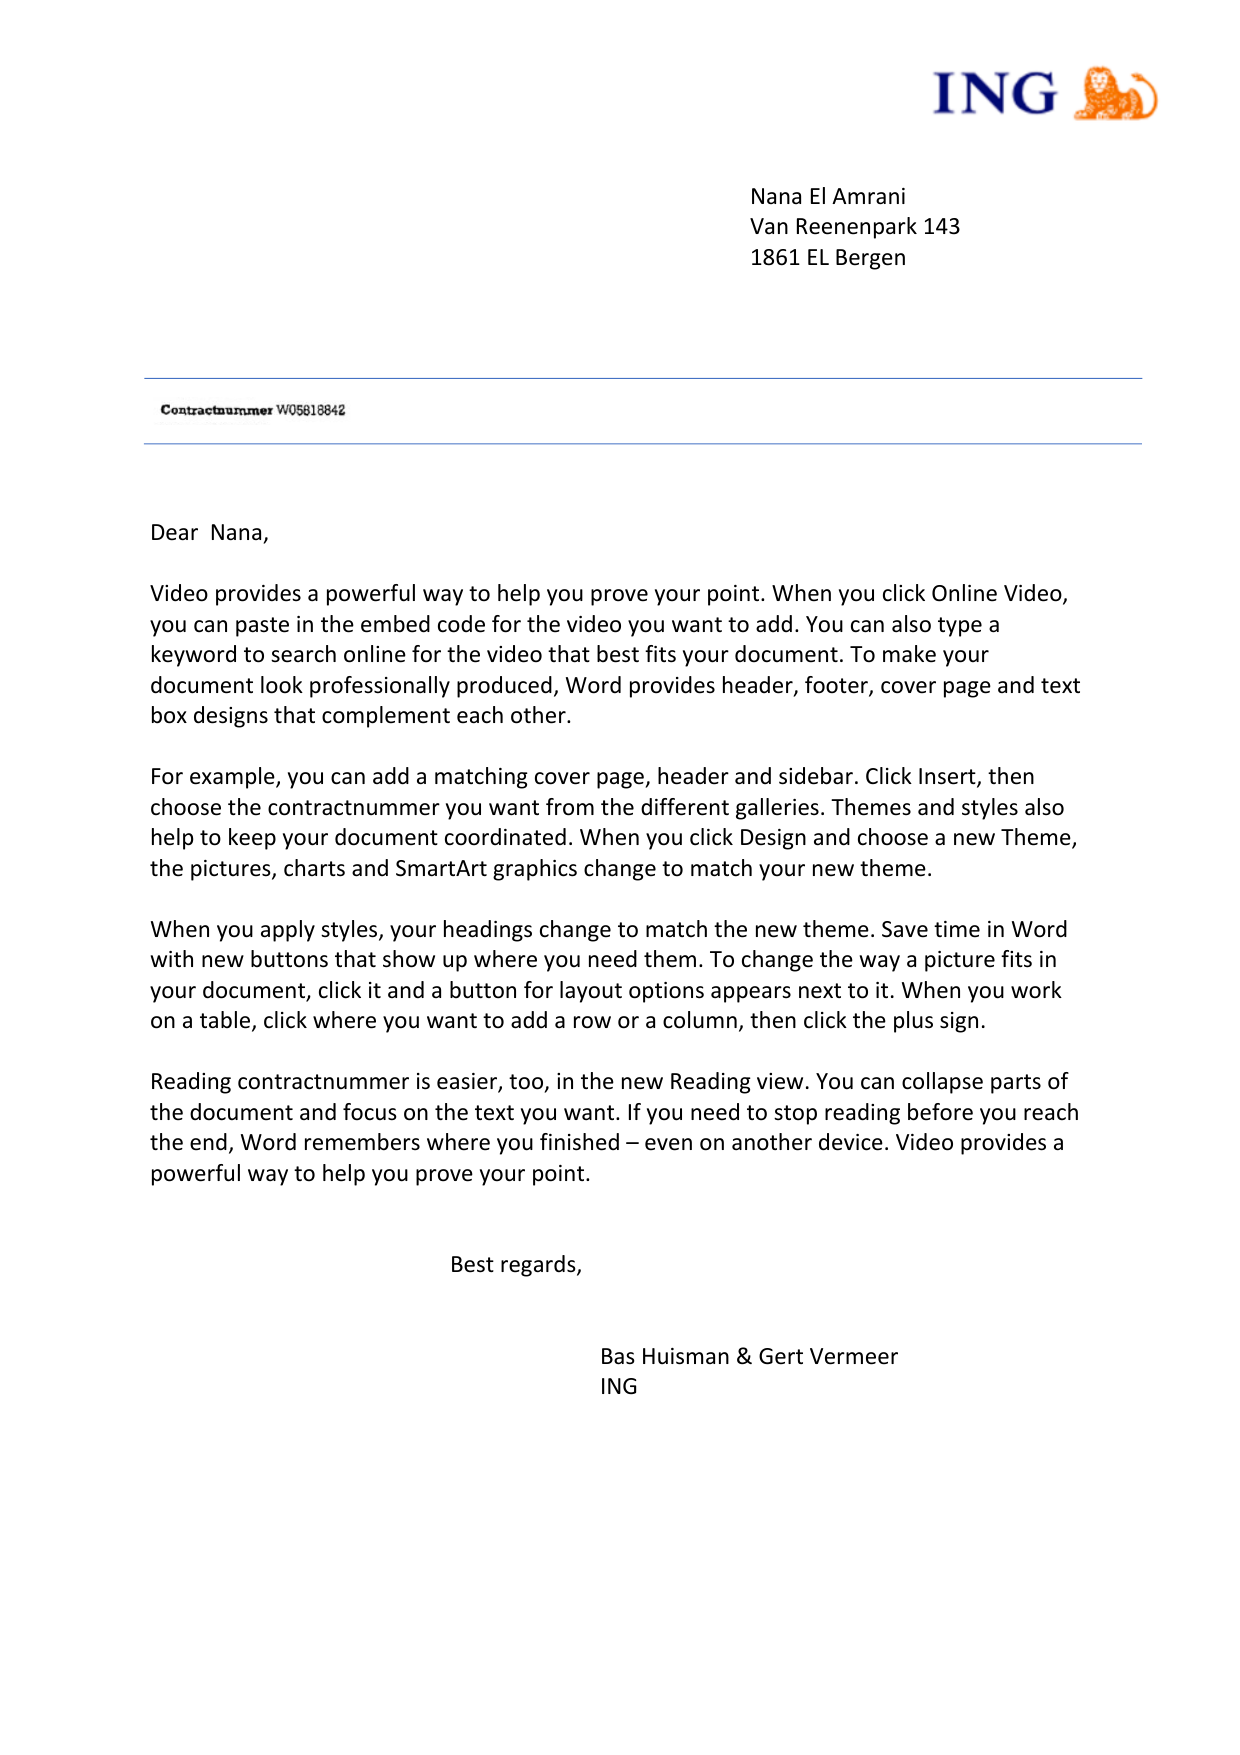 ING
Nana El Amrani
Van Reenenpark 143
1861 EL Bergen
Contractnummer W05818842
Dear  Nana,
Video provides a powerful way to help you prove your point. When you click Online Video,
you can paste in the embed code for the video you want to add. You can also type a
keyword to search online for the video that best fits your document. To make your
document look professionally produced, Word provides header, footer, cover page and text
box designs that complement each other.
For example, you can add a matching cover page, header and sidebar. Click Insert, then
choose the contractnummer you want from the different galleries. Themes and styles also
help to keep your document coordinated. When you click Design and choose a new Theme,
the pictures, charts and SmartArt graphics change to match your new theme.
When you apply styles, your headings change to match the new theme. Save time in Word
with new buttons that show up where you need them. To change the way a picture fits in
your document, click it and a button for layout options appears next to it. When you work
on a table, click where you want to add a row or a column, then click the plus sign.
Reading contractnummer is easier, too, in the new Reading view. You can collapse parts of
the document and focus on the text you want. If you need to stop reading before you reach
the end, Word remembers where you finished – even on another device. Video provides a
powerful way to help you prove your point.
Best regards,
Bas Huisman & Gert Vermeer
ING